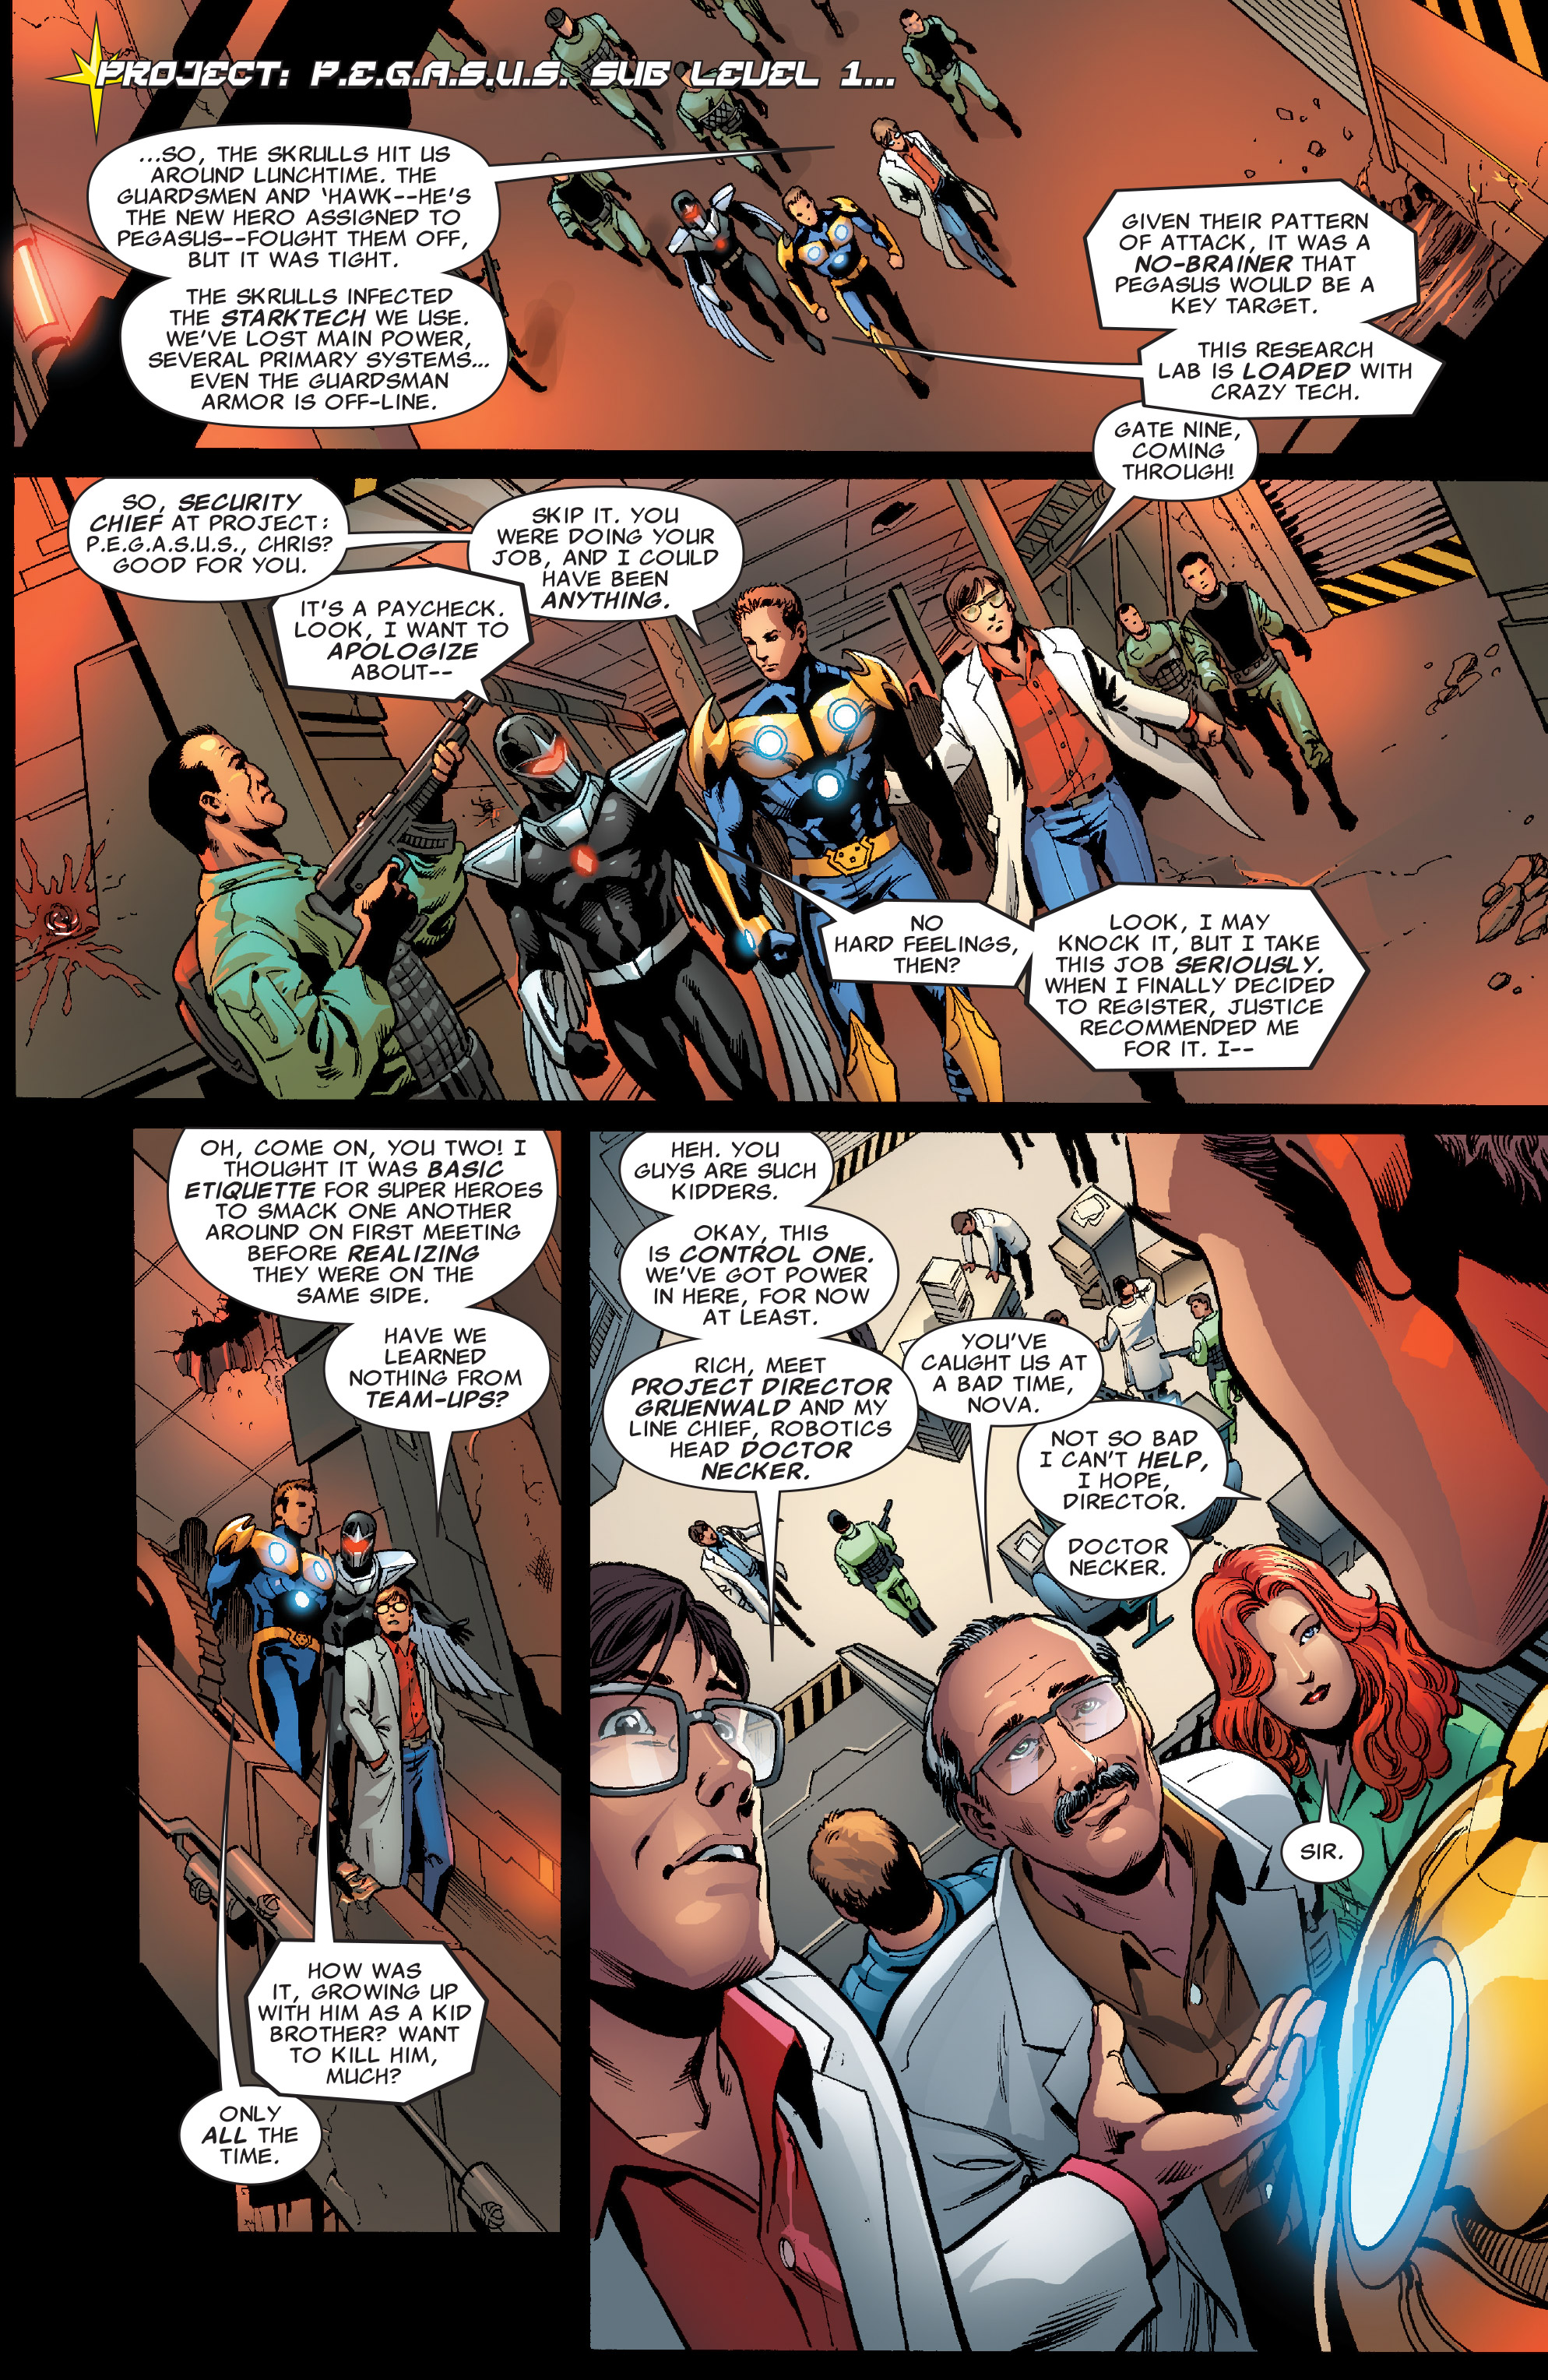 PROJECT: P.E.G.A.S.U.S. SUB LEVEL 1...
...SO, THE SKRULLS HIT US
AROUND LUNCHTIME. THE
GUARDSMEN AND 'HAWK--HE'S
THE NEW HERO ASSIGNED TO
PEGASUS--FOUGHT THEM OFF,
BUT IT WAS TIGHT.
THE SKRULLS INFECTED
THE STARKTECH WE USE.
WE'VE LOST MAIN POWER,
SEVERAL PRIMARY SYSTEMS...
EVEN THE GUARDSMAN
ARMOR IS OFF-LINE.
GIVEN THEIR PATTERN
OF ATTACK, IT WAS A
NO-BRAINER THAT
PEGASUS WOULD BE A
KEY TARGET.
THIS RESEARCH
LAB IS LOADED WITH
CRAZY TECH.
GATE NINE,
COMING
THROUGH!
SO, SECURITY
CHIEF AT PROJECT:
P.E.G.A.S.U.S., CHRIS?
GOOD FOR YOU.
IT'S A PAYCHECK.
LOOK, I WANT TO
APOLOGIZE
ABOUT--
SKIP IT. YOU
WERE DOING YOUR
JOB, AND I COULD
HAVE BEEN
ANYTHING.
NO
HARD FEELINGS,
THEN?
LOOK, I MAY
KNOCK IT, BUT I TAKE
THIS JOB SERIOUSLY.
WHEN I FINALLY DECIDED
TO REGISTER, JUSTICE
RECOMMENDED ME
FOR IT. I--
OH, COME ON, YOU TWO! I
THOUGHT IT WAS BASIC
ETIQUETTE FOR SUPER HEROES
TO SMACK ONE ANOTHER
AROUND ON FIRST MEETING
BEFORE REALIZING
THEY WERE ON THE
SAME SIDE.
HAVE WE
LEARNED
NOTHING FROM
TEAM-UPS?
HOW WAS
IT, GROWING UP
WITH HIM AS A KID
BROTHER? WANT
TO KILL HIM,
MUCH?
ONLY
ALL THE
TIME.
HEH. YOU
GUYS ARE SUCH
KIDDERS.
OKAY, THIS
IS CONTROL ONE.
WE'VE GOT POWER
IN HERE, FOR NOW
AT LEAST.
RICH, MEET
PROJECT DIRECTOR
GRUENWALD AND MY
LINE CHIEF, ROBOTICS
HEAD DOCTOR
NECKER.
YOU'VE
CAUGHT US AT
A BAD TIME,
NOVA.
NOT SO BAD
I CAN'T HELP,
I HOPE,
DIRECTOR.
DOCTOR
NECKER.
SIR.